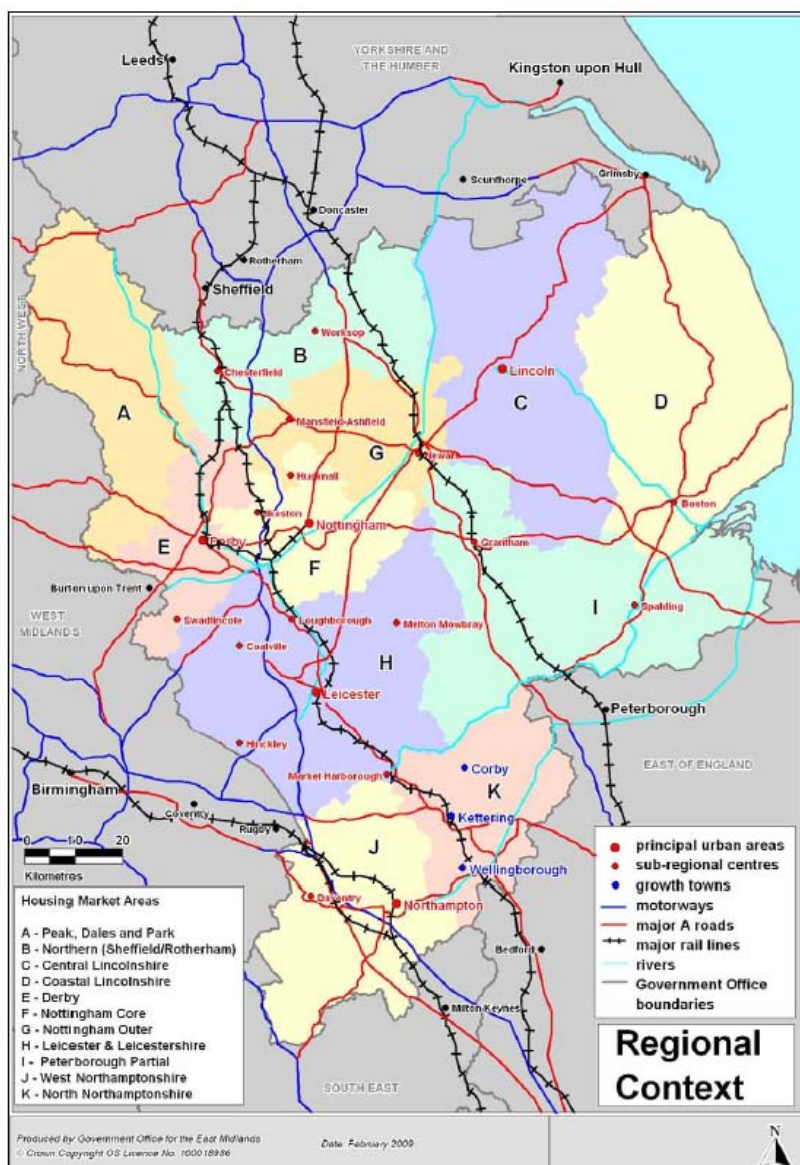 YORKSHIRE AND
THE HUMBER
Leeds
Kingston upon Hull
Scunthorpe
Grimsby
Doncaster
Rotherham
Sheffield
NORTH WEST
Worksop
B
Chesterfield
Lincoln
A
C
D
Mansfield-Ashfield
G
Newark
Hucknall
Ilkeston
Nottingham
Boston
E
Derby
Grantham
F
Burton upon Trent
I
Spalding
WEST
MIDLANDS
Swadlincote
Loughborough
Melton Mowbray
Coalville
H
Leicester
Peterborough
Hinckley
EAST OF ENGLAND
Market Harborough
Corby
K
Birmingham
Coventry
Rugby
Kettering
J
Wellingborough
Daventry
Northampton
Bedford
Milton Keynes
SOUTH EAST
0 10 20
Kilometres
Housing Market Areas
A - Peak, Dales and Park
B - Northern (Sheffield/Rotherham)
C - Central Lincolnshire
D - Coastal Lincolnshire
E - Derby
F - Nottingham Core
G - Nottingham Outer
H - Leicester & Leicestershire
I - Peterborough Partial
J - West Northamptonshire
K - North Northamptonshire
principal urban areas
sub-regional centres
growth towns
motorways
major A roads
major rail lines
rivers
Government Office
boundaries
Regional
Context
Produced by Government Office for the East Midlands
Date: February 2009
© Crown Copyright OS Licence No. 100018986
N